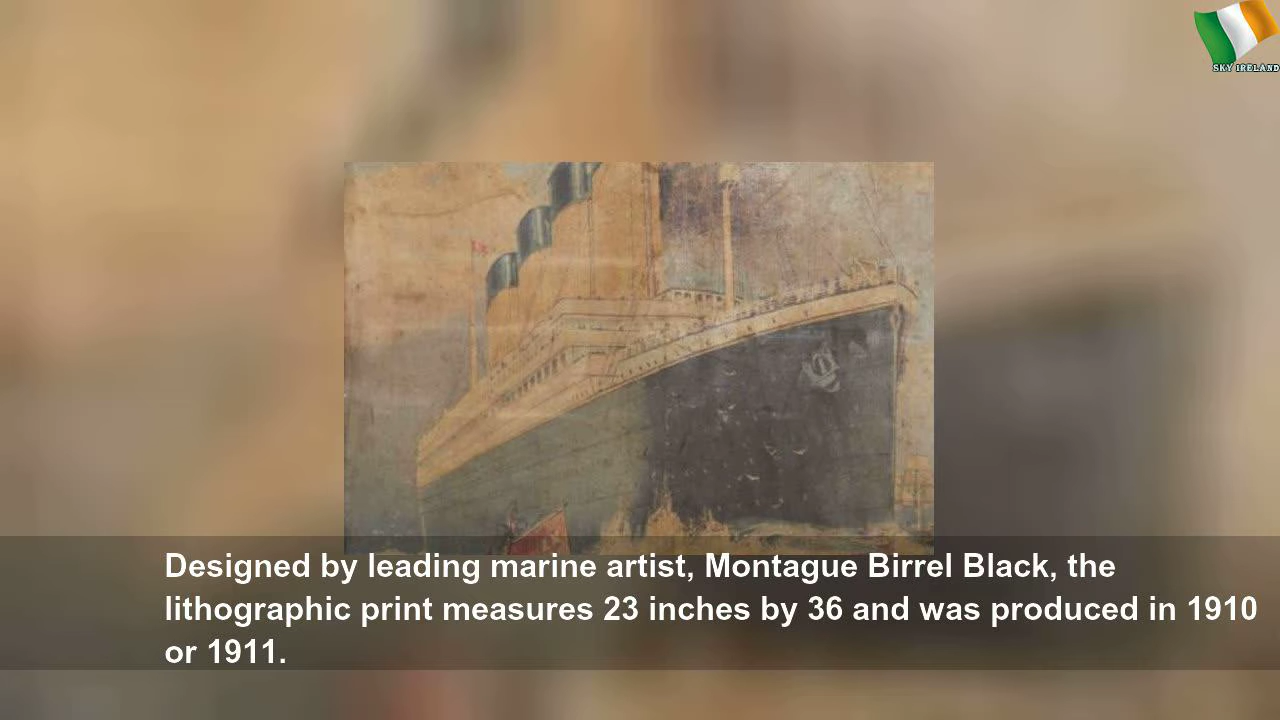 SKY IRELAND
Designed by leading marine artist, Montague Birrel Black, the
lithographic print measures 23 inches by 36 and was produced in 1910
or 1911.